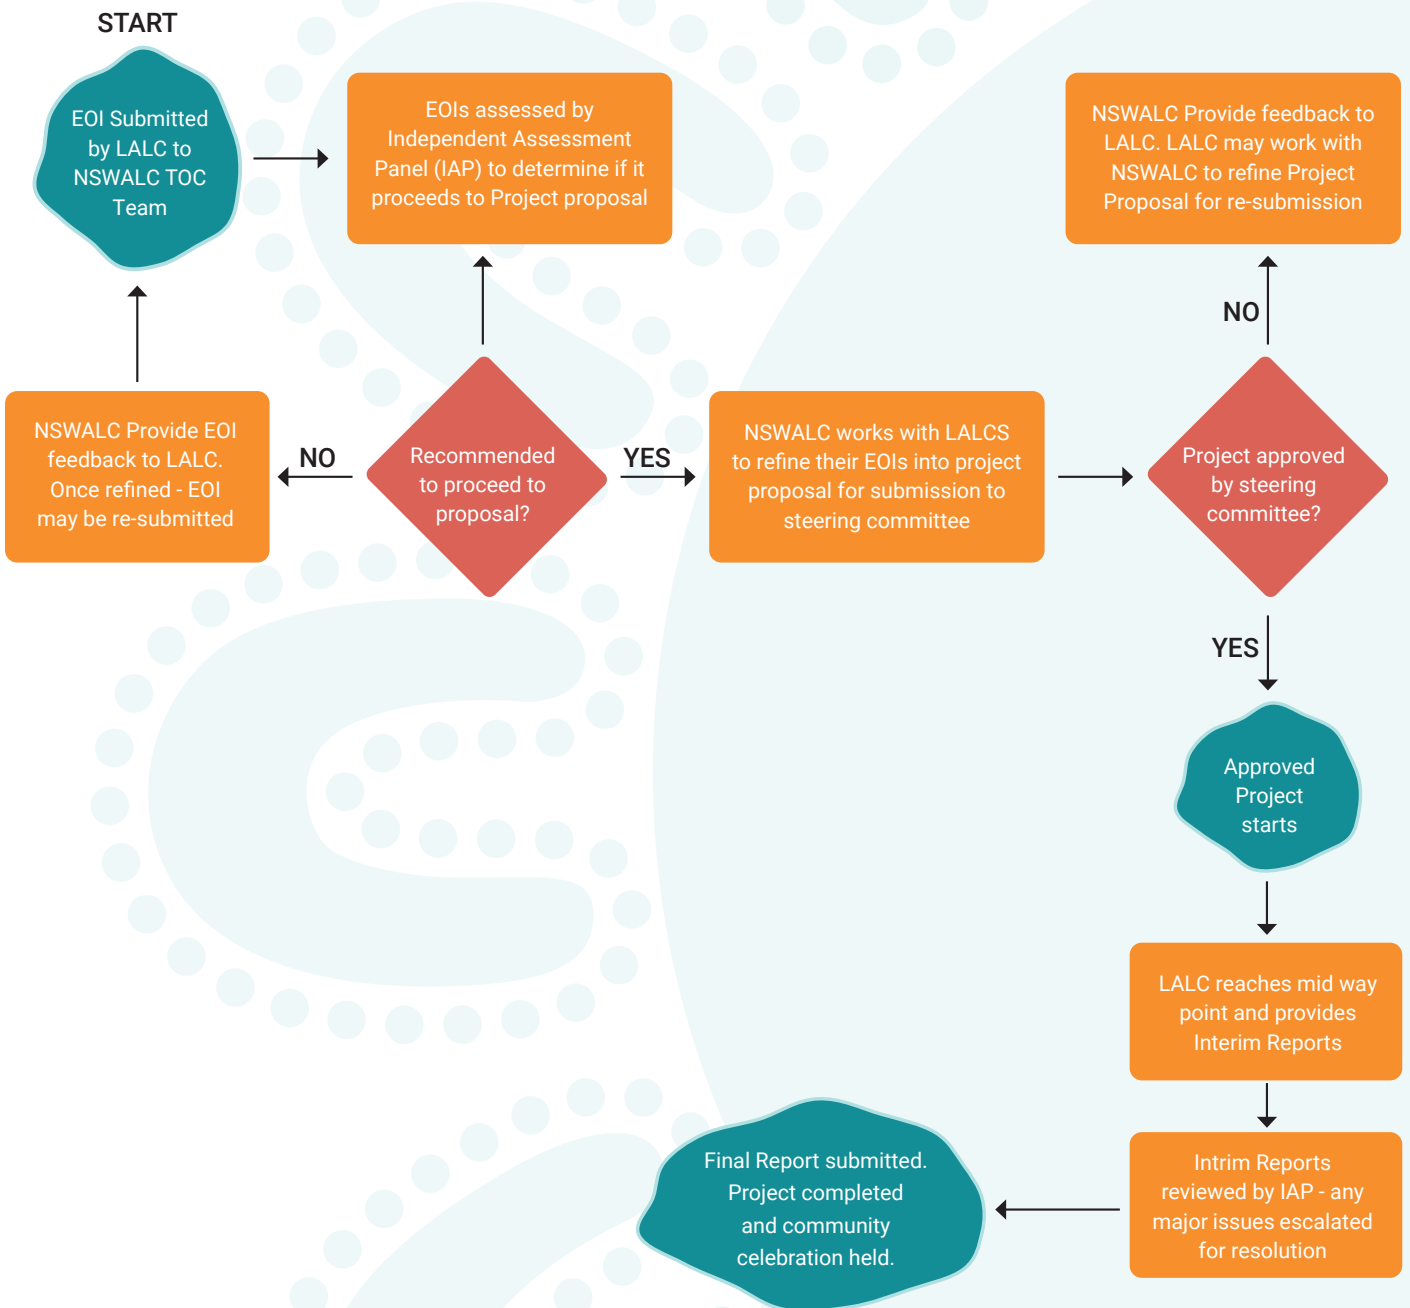 START
EOI Submitted
by LALC to
NSWALC TOC
Team
EOIs assessed by
Independent Assessment
Panel (IAP) to determine if it
proceeds to Project proposal
NSWALC Provide feedback to
LALC. LALC may work with
NSWALC to refine Project
Proposal for re-submission
NO
NSWALC Provide EOI
feedback to LALC.
Once refined - EOI
may be re-submitted
NO
Recommended
to proceed to
proposal?
YES
NSWALC works with LALCS
to refine their EOIs into project
proposal for submission to
steering committee
Project approved
by steering
committee?
YES
Approved
Project
starts
LALC reaches mid way
point and provides
Interim Reports
Intrim Reports
reviewed by IAP - any
major issues escalated
for resolution
Final Report submitted.
Project completed
and community
celebration held.